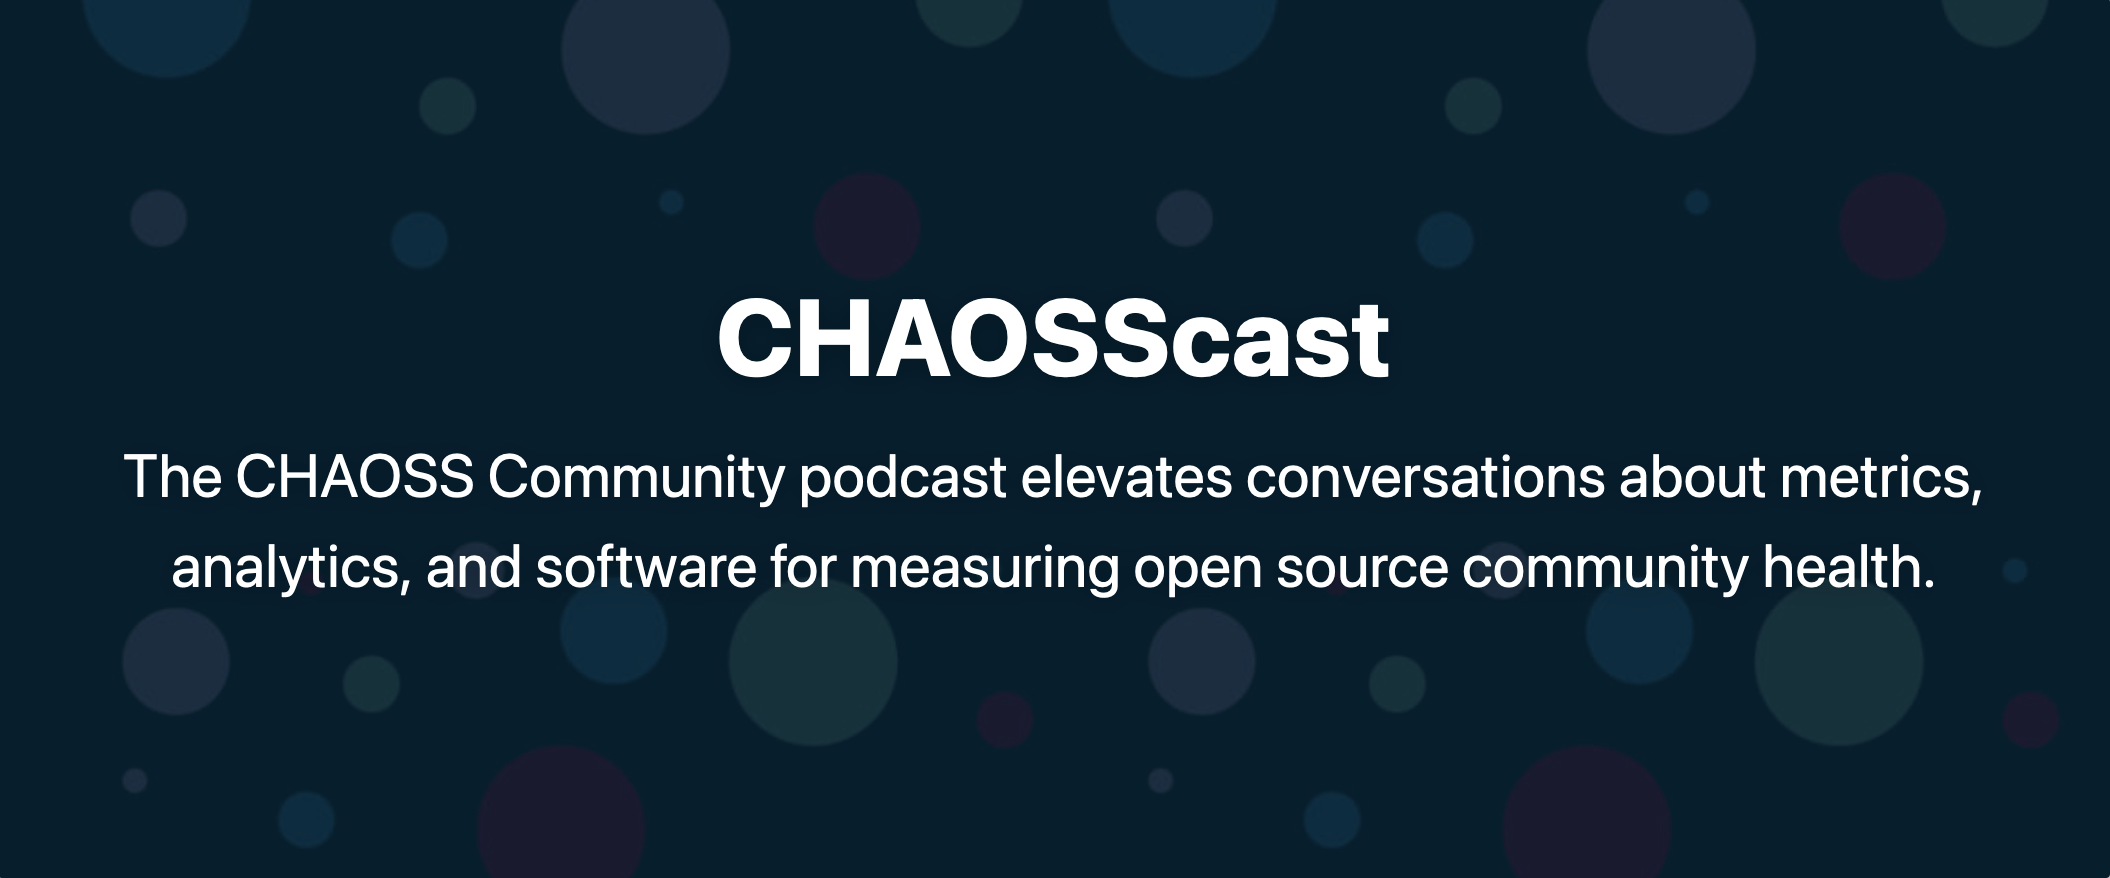 CHAOSScast
The CHAOSS Community podcast elevates conversations about metrics,
analytics, and software for measuring open source community health.